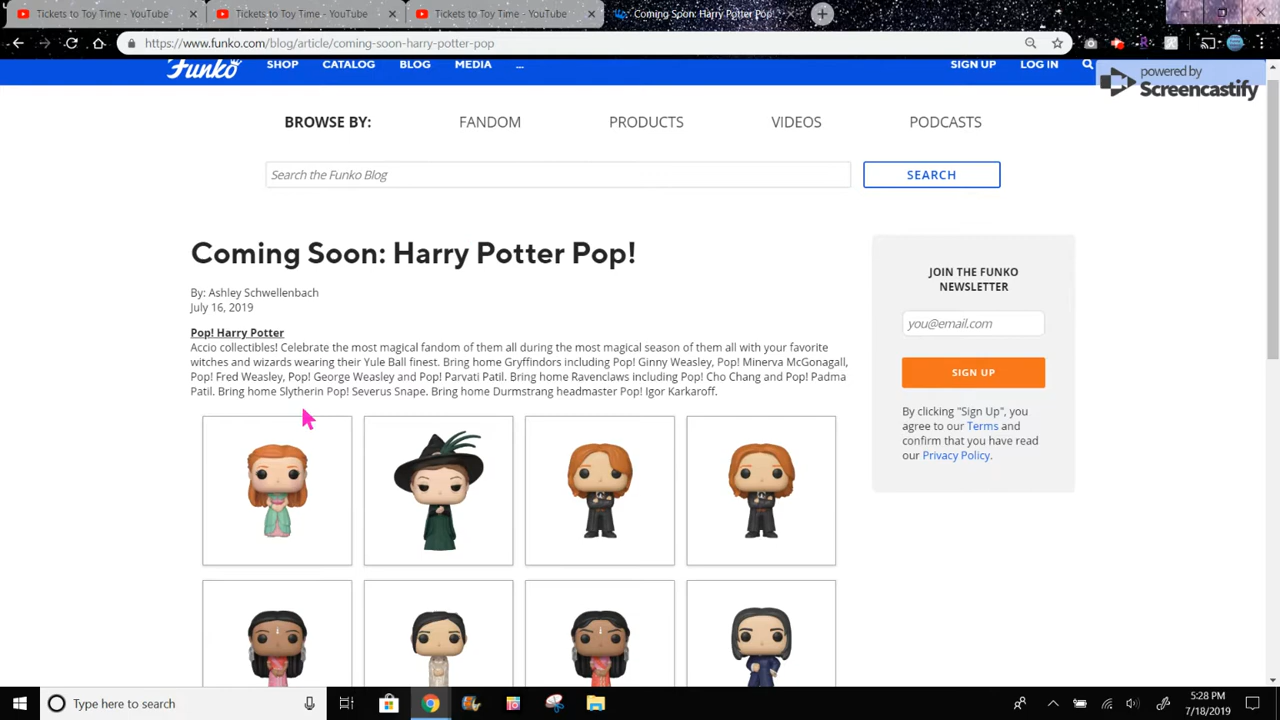 Tickets to Toy Time - YouTube
Tickets to Toy Time - YouTube
Tickets to Toy Time - YouTube
Coming Soon: Harry Potter Pop!
https://www.funko.com/blog/article/coming-soon-harry-potter-pop
Funko
SHOP
CATALOG
BLOG
MEDIA
...
SIGN UP
LOG IN
powered by
Screencastify
BROWSE BY:
FANDOM
PRODUCTS
VIDEOS
PODCASTS
Search the Funko Blog
SEARCH
Coming Soon: Harry Potter Pop!
By: Ashley Schwellenbach
July 16, 2019
Pop! Harry Potter
Accio collectibles! Celebrate the most magical fandom of them all during the most magical season of them all with your favorite
witches and wizards wearing their Yule Ball finest. Bring home Gryffindors including Pop! Ginny Weasley, Pop! Minerva McGonagall,
Pop! Fred Weasley, Pop! George Weasley and Pop! Parvati Patil. Bring home Ravenclaws including Pop! Cho Chang and Pop! Padma
Patil. Bring home Slytherin Pop! Severus Snape. Bring home Durmstrang headmaster Pop! Igor Karkaroff.
JOIN THE FUNKO
NEWSLETTER
you@email.com
SIGN UP
By clicking "Sign Up", you
agree to our Terms and
confirm that you have read
our Privacy Policy.
Type here to search
5:28 PM
7/18/2019